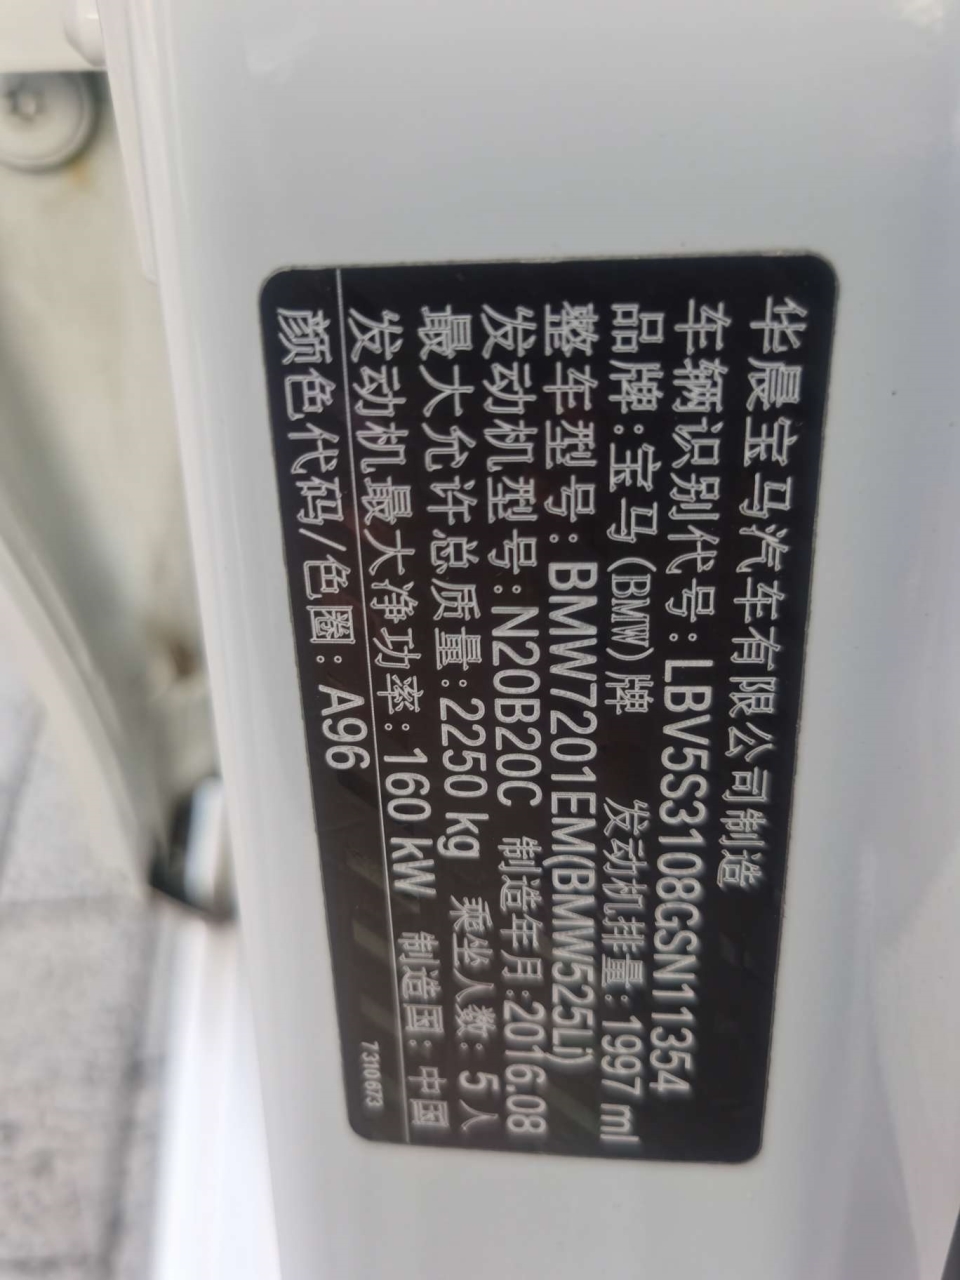 华晨宝马汽车有限公司制造
车辆识别代号：LBV5S3108GSN11354
品牌：宝马(BMW)牌 发动机排量：1997 ml
整车型号：BMW7201EM(BMW525Li)
发动机型号：N20B20C 制造年月：2016.08
最大允许总质量：2250 kg 乘坐人数：5人
发动机最大净功率：160 kW 制造国：中国
颜色代码/色圈：A96
7310673